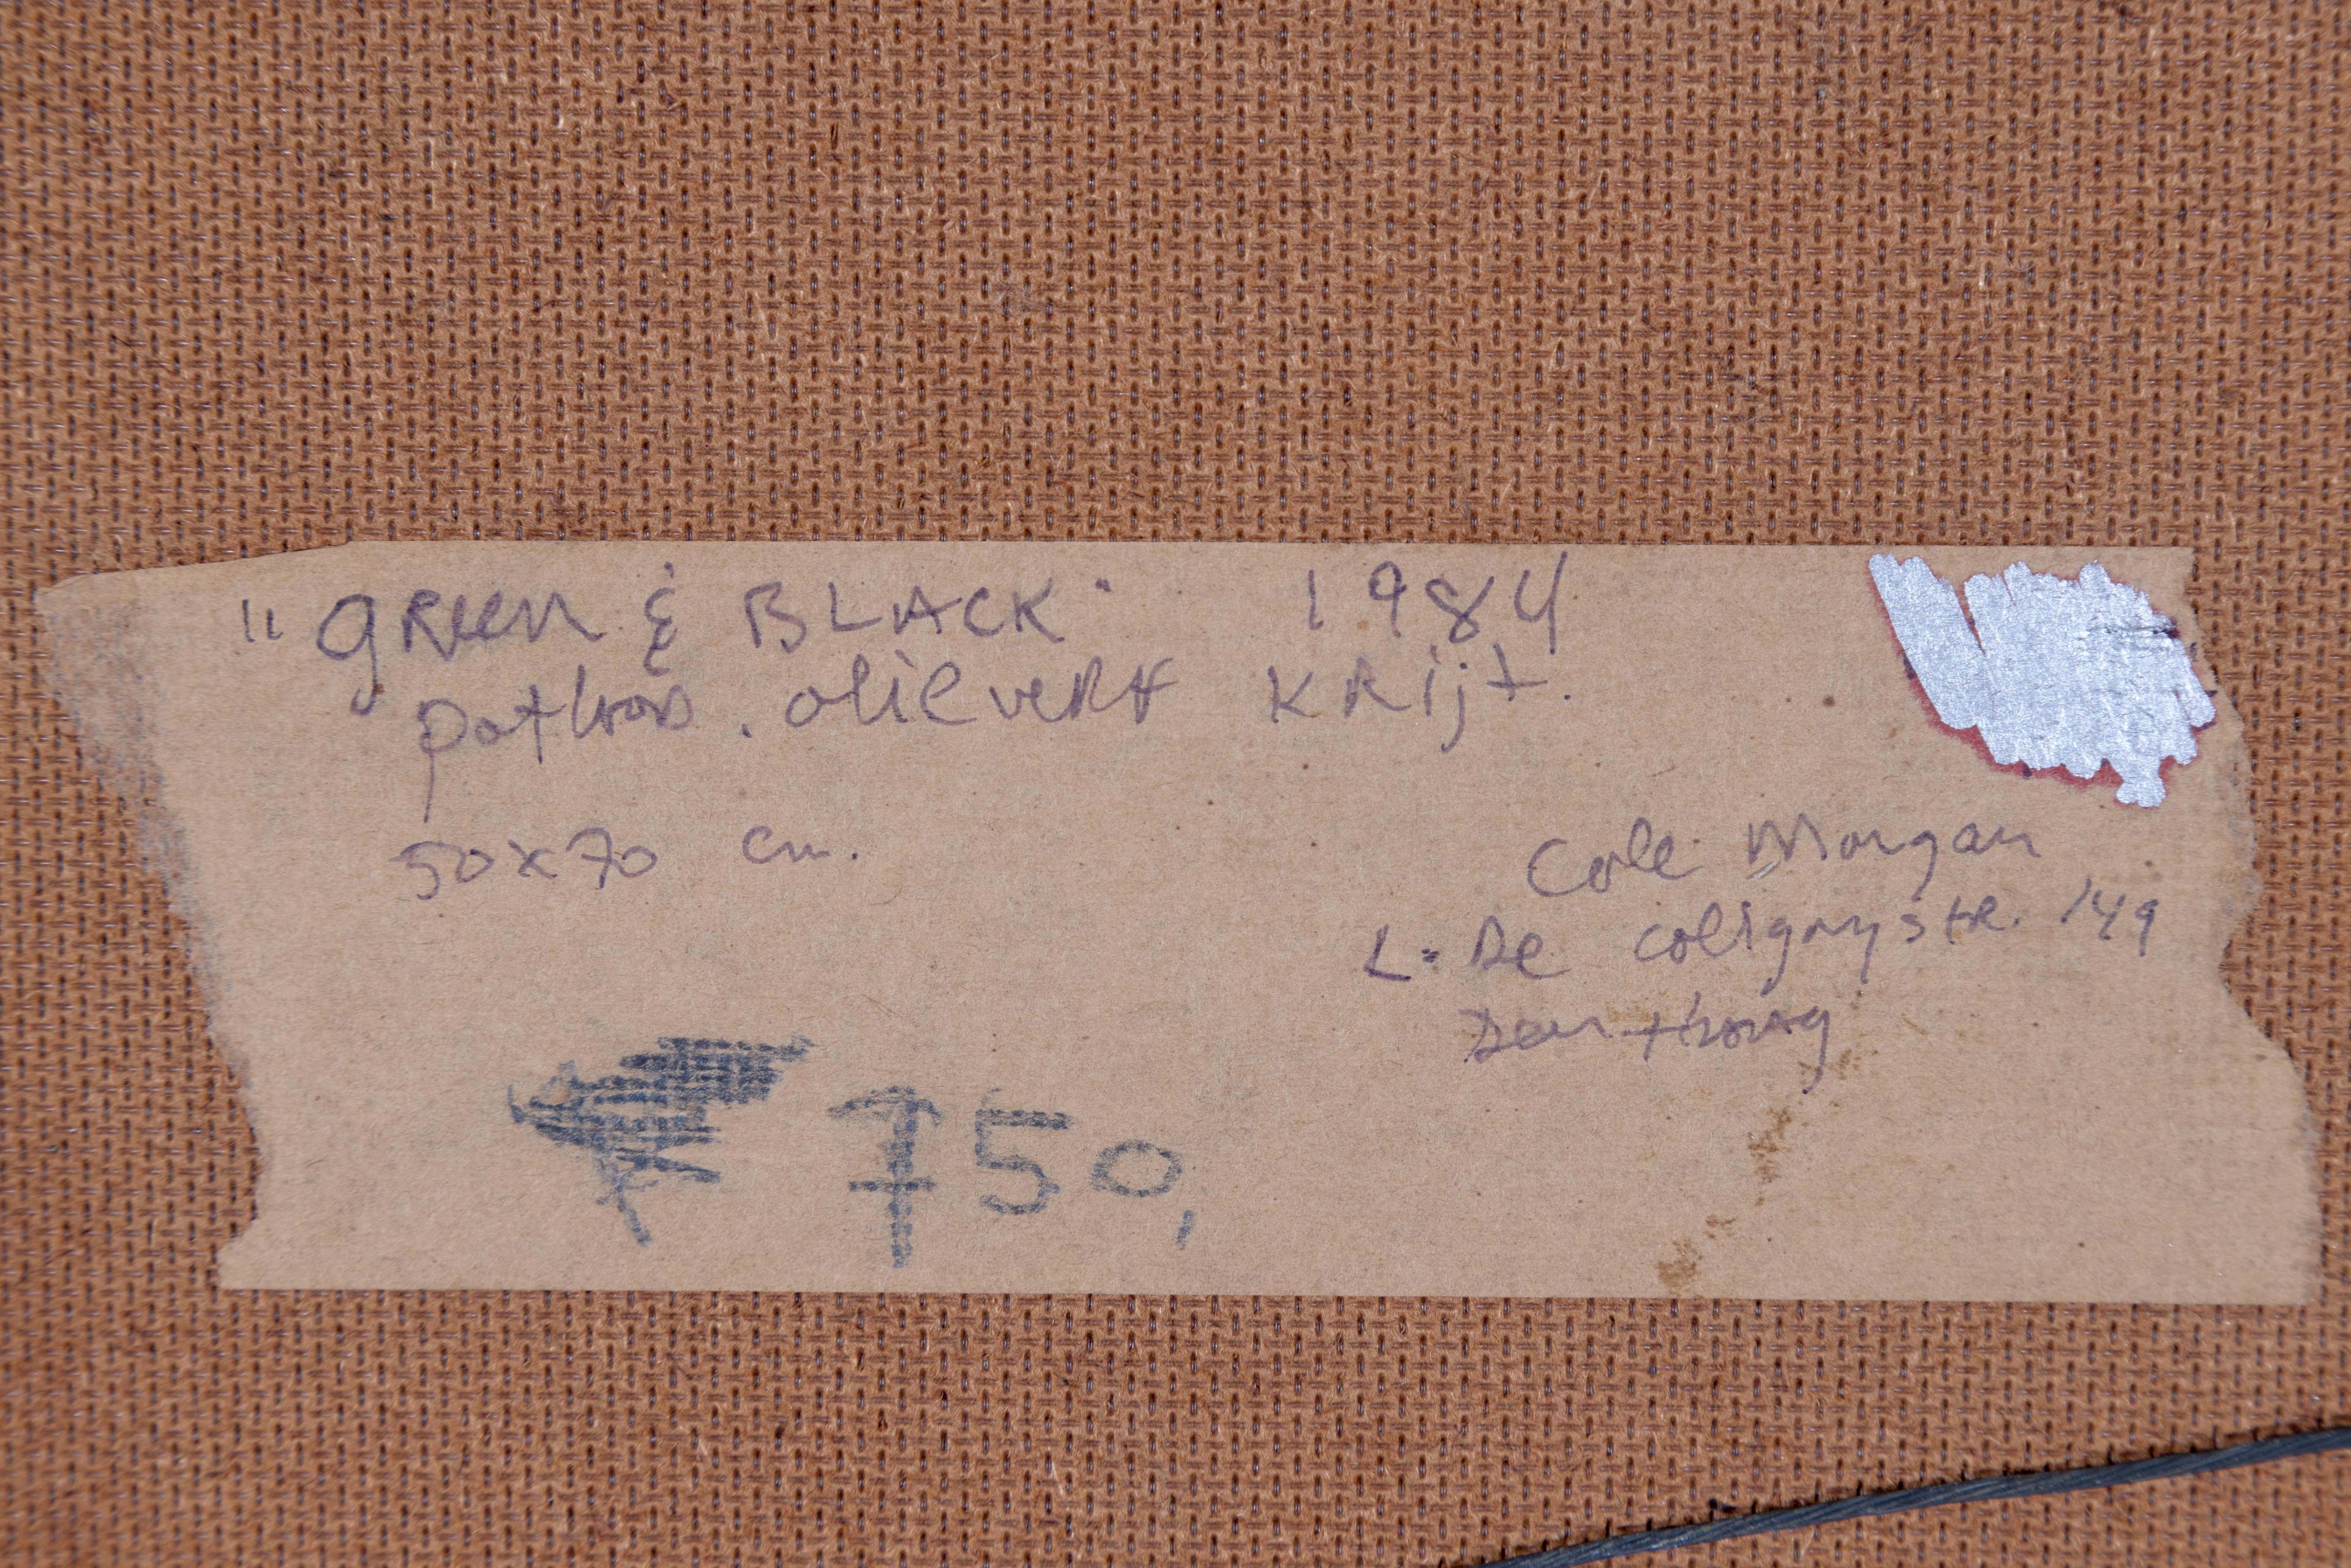 "GREEN & BLACK" 1984
potlood. olieverf KRijt.
50x70 cm.
Cole Morgan
L. De colignystR. 149
Den Haag
750,